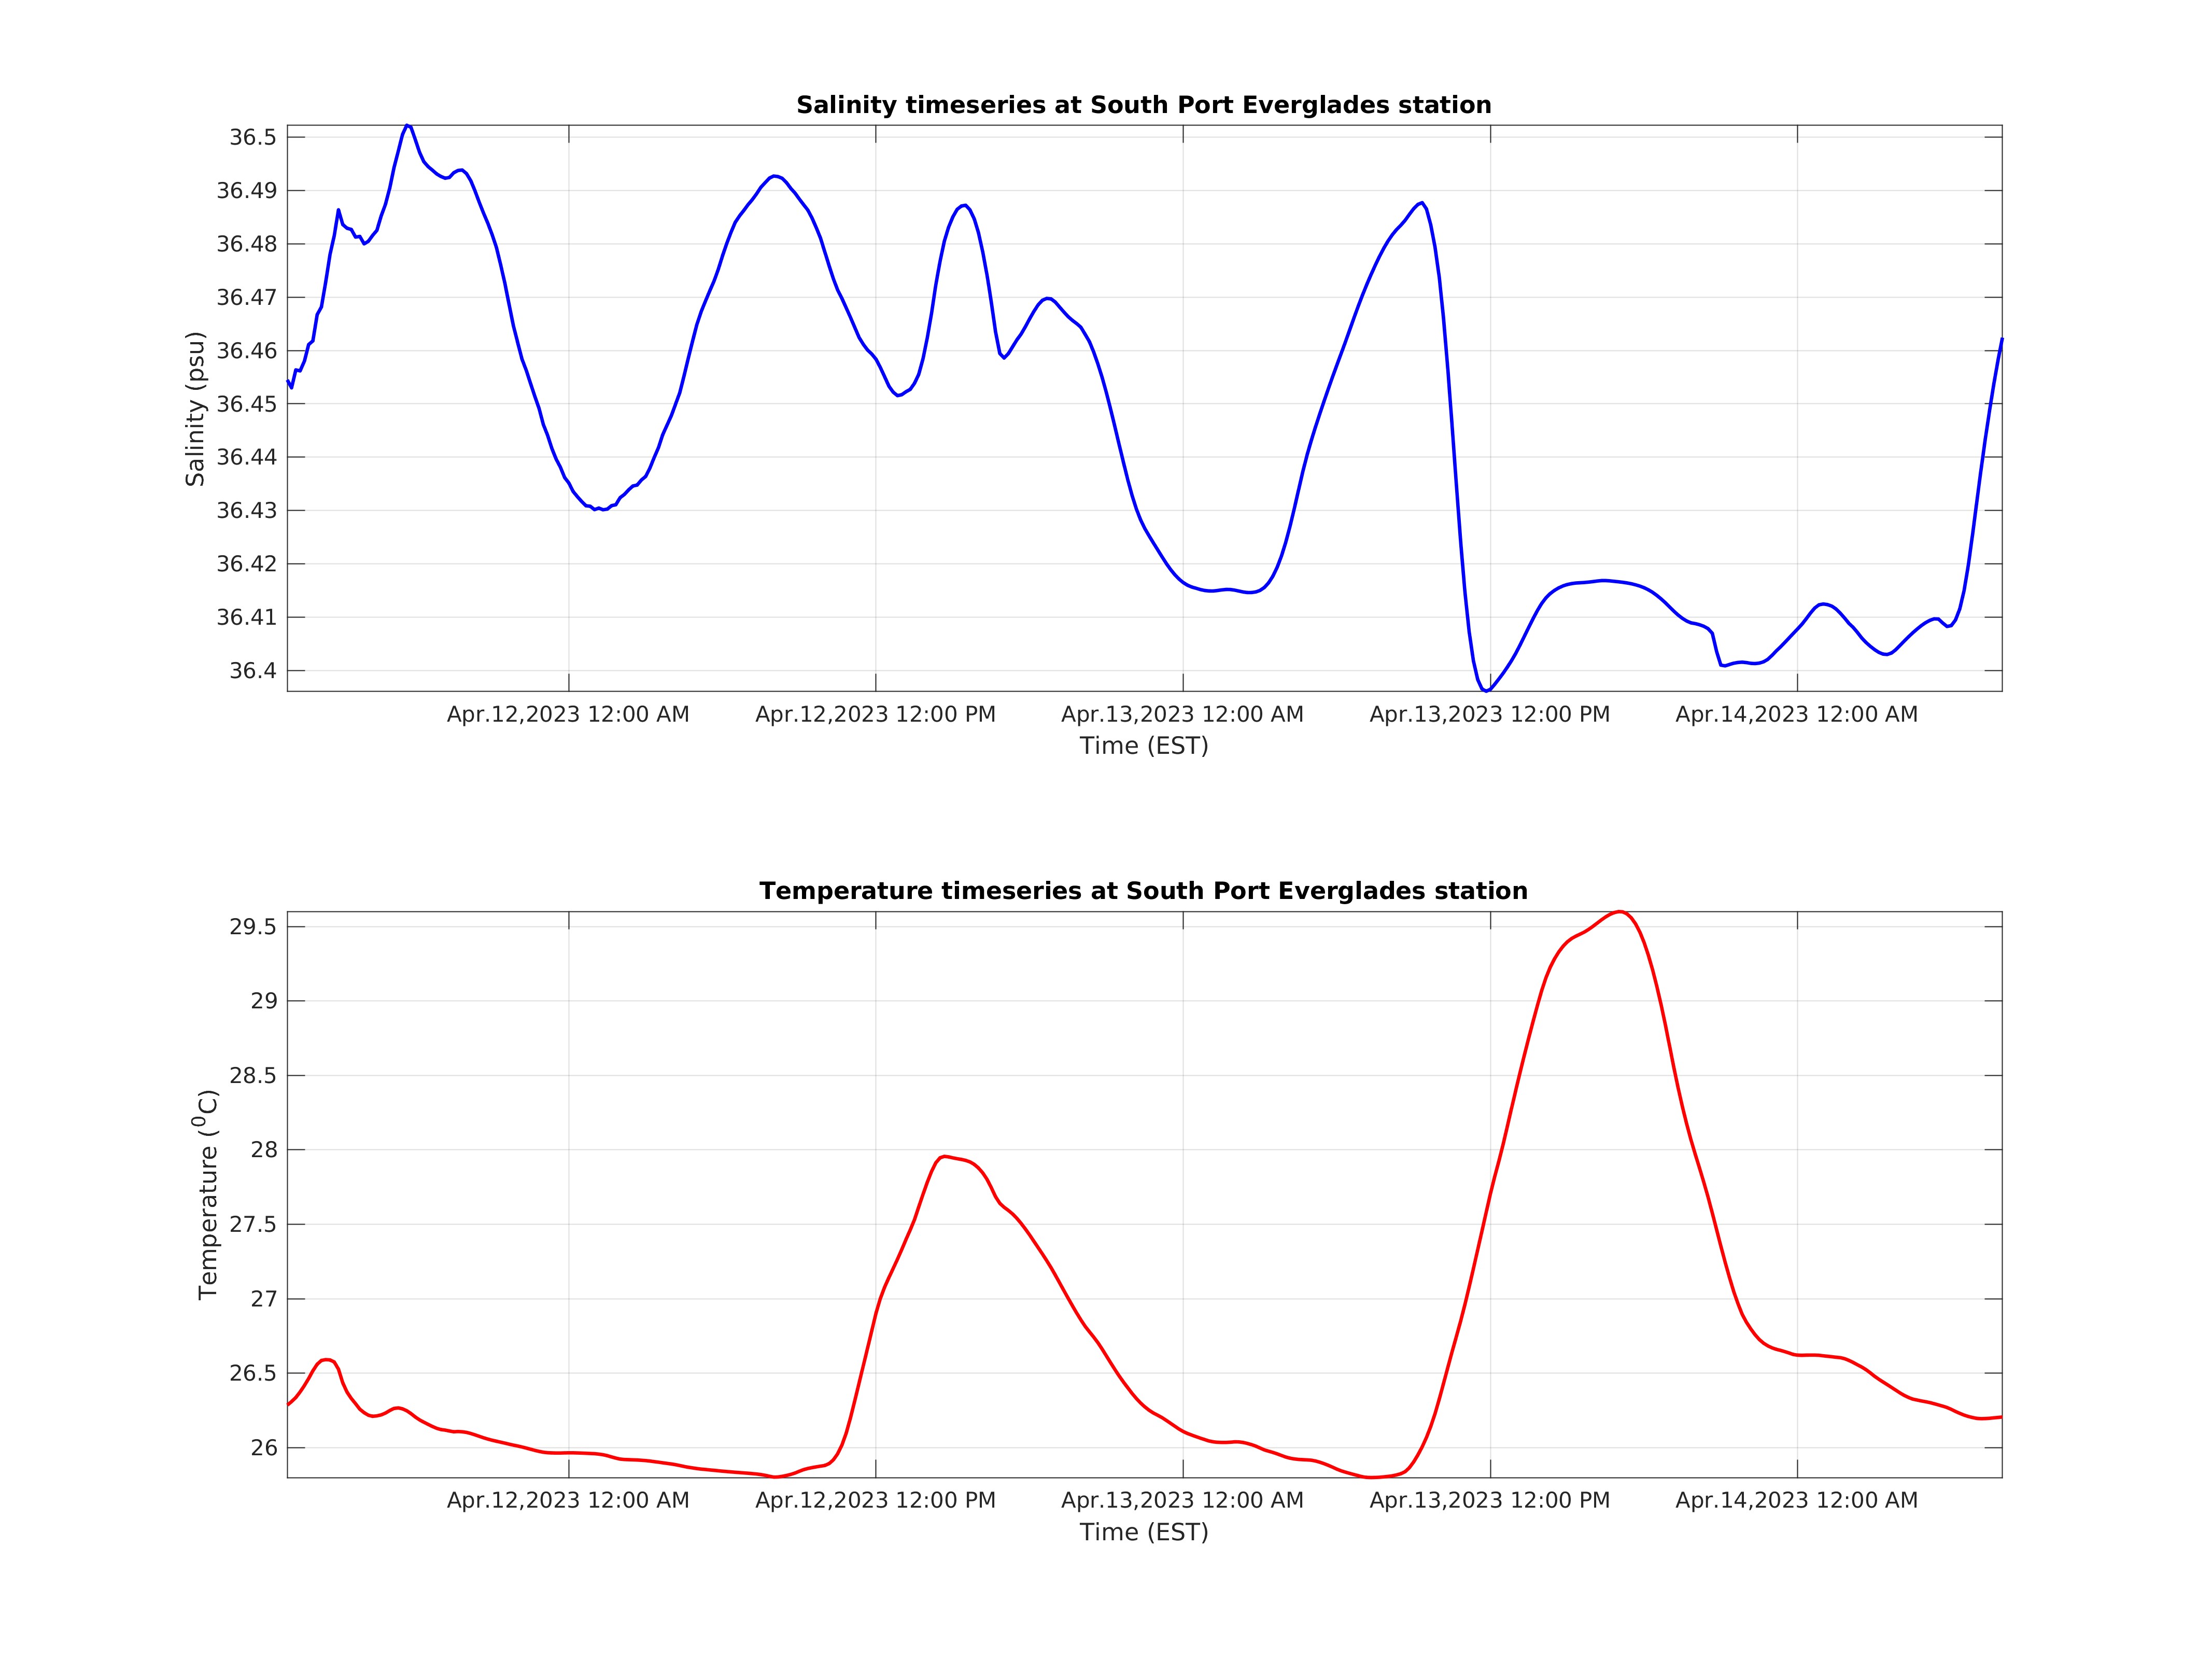 Salinity timeseries at South Port Everglades station
36.5
36.49
36.48
36.47
36.46
36.45
36.44
36.43
36.42
36.41
36.4
Salinity (psu)
Apr.12,2023 12:00 AM Apr.12,2023 12:00 PM Apr.13,2023 12:00 AM Apr.13,2023 12:00 PM Apr.14,2023 12:00 AM
Time (EST)
Temperature timeseries at South Port Everglades station
29.5
29
28.5
28
27.5
27
26.5
26
Temperature (⁰C)
Apr.12,2023 12:00 AM Apr.12,2023 12:00 PM Apr.13,2023 12:00 AM Apr.13,2023 12:00 PM Apr.14,2023 12:00 AM
Time (EST)